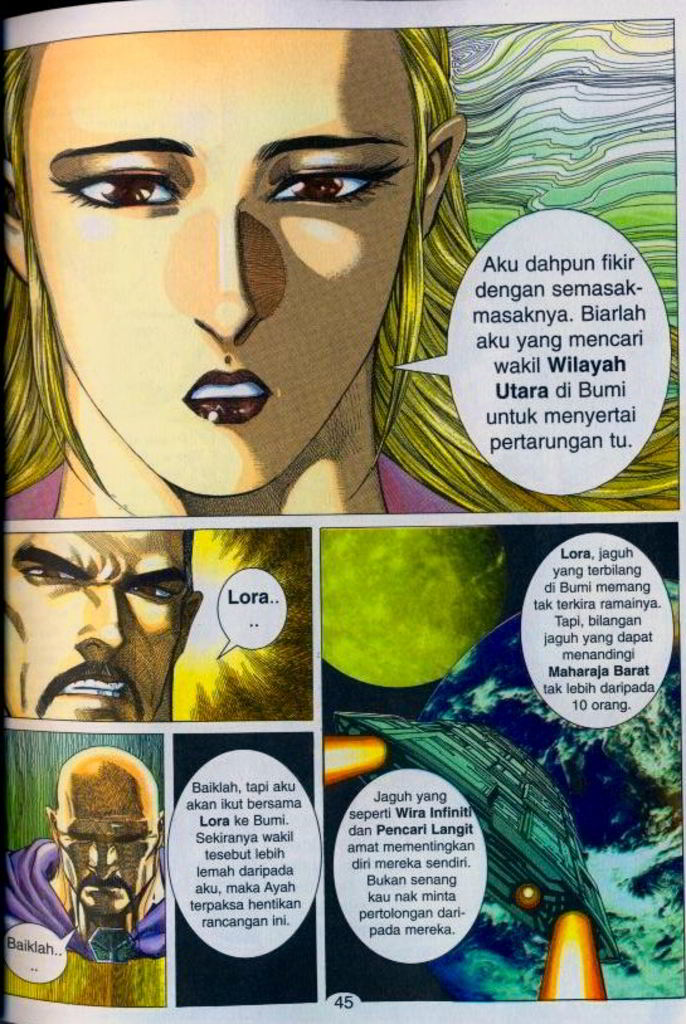 Aku dahpun fikir
dengan semasak-
masaknya. Biarlah
aku yang mencari
wakil Wilayah
Utara di Bumi
untuk menyertai
pertarungan tu.
Lora..
..
Lora, jaguh
yang terbilang
di Bumi memang
tak terkira ramainya.
Tapi, bilangan
jaguh yang dapat
menandingi
Maharaja Barat
tak lebih daripada
10 orang.
Jaguh yang
seperti Wira Infiniti
dan Pencari Langit
amat mementingkan
diri mereka sendiri.
Bukan senang
kau nak minta
pertolongan dari-
pada mereka.
Baiklah..
..
Baiklah, tapi aku
akan ikut bersama
Lora ke Bumi.
Sekiranya wakil
tesebut lebih
lemah daripada
aku, maka Ayah
terpaksa hentikan
rancangan ini.
45